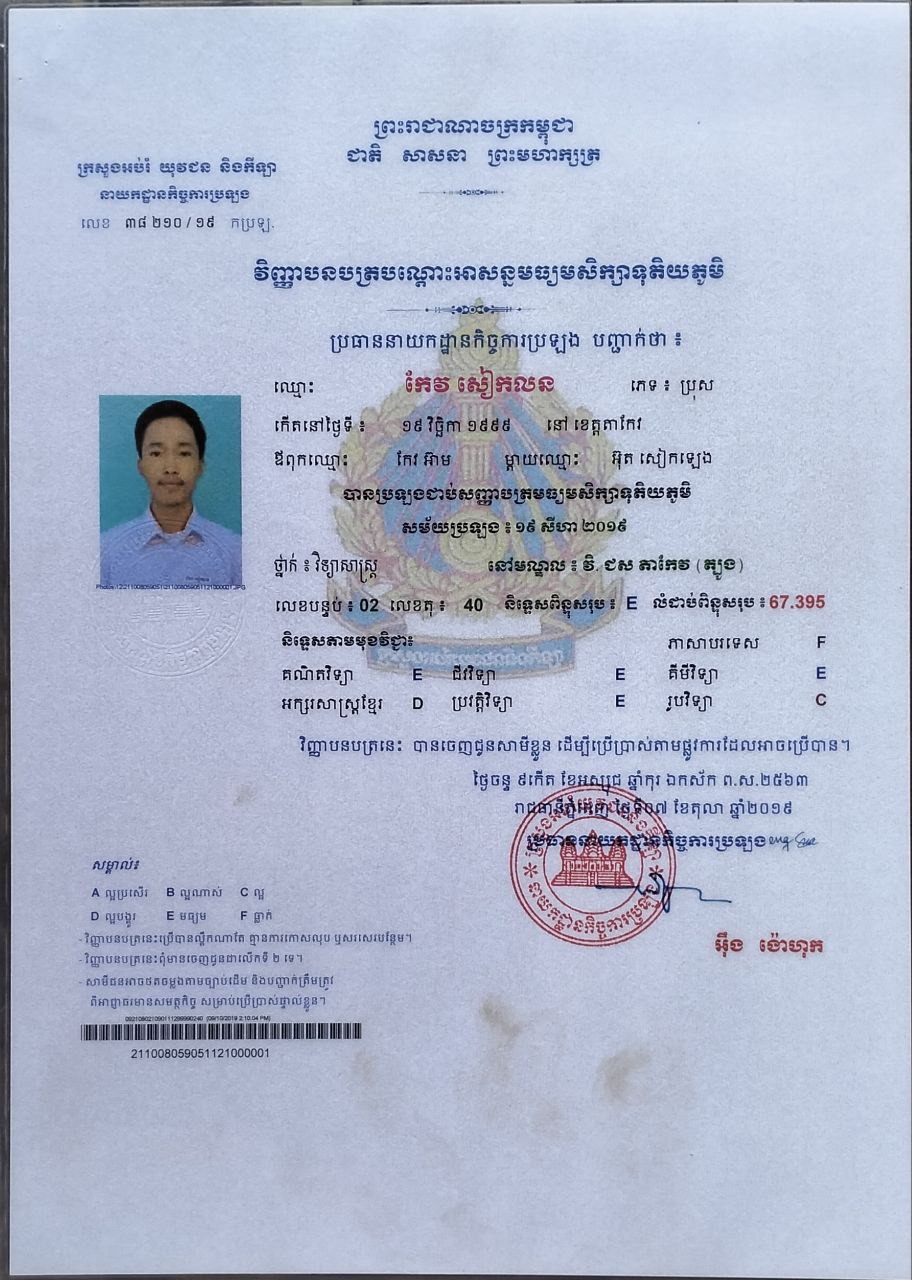 ព្រះរាជាណាចក្រកម្ពុជា
ជាតិ សាសនា ព្រះមហាក្សត្រ
ក្រសួងអប់រំ យុវជន និងកីឡា
នាយកដ្ឋានកិច្ចការប្រឡង
លេខ ៣៨ ២១០ / ១៩ កប្រឡ.
វិញ្ញាបនបត្របណ្ដោះអាសន្នមធ្យមសិក្សាទុតិយភូមិ
ប្រធាននាយកដ្ឋានកិច្ចការប្រឡង បញ្ជាក់ថា ៖
ឈ្មោះ កែវ សៀកលន ភេទ ៖ ប្រុស
កើតនៅថ្ងៃទី ៖ ១៩ វិច្ឆិកា ១៩៩៩ នៅ ខេត្តតាកែវ
ឪពុកឈ្មោះ កែវ អ៊ាម ម្ដាយឈ្មោះ អ៊ុត សៀកឡេង
បានប្រឡងជាប់សញ្ញាបត្រមធ្យមសិក្សាទុតិយភូមិ
សម័យប្រឡង ៖ ១៩ សីហា ២០១៩
ថ្នាក់ ៖ វិទ្យាសាស្ត្រ នៅមណ្ឌល ៖ វិ. ជស តាកែវ (ត្បូង)
លេខបន្ទប់ ៖ 02 លេខតុ ៖ 40 និទ្ទេសពិន្ទុសរុប ៖ E លំដាប់ពិន្ទុសរុប ៖ 67.395
និទ្ទេសតាមមុខវិជ្ជា៖ ភាសាបរទេស F
គណិតវិទ្យា E ជីវវិទ្យា E គីមីវិទ្យា E
អក្សរសាស្ត្រខ្មែរ D ប្រវត្តិវិទ្យា E រូបវិទ្យា C
វិញ្ញាបនបត្រនេះ បានចេញជូនសាមីខ្លួន ដើម្បីប្រើប្រាស់តាមផ្លូវការដែលអាចប្រើបាន។
ថ្ងៃចន្ទ ៩កើត ខែអស្សុជ ឆ្នាំកុរ ឯកស័ក ព.ស.២៥៦៣
រាជធានីភ្នំពេញ ថ្ងៃទី០៧ ខែតុលា ឆ្នាំ២០១៩
ប្រធាននាយកដ្ឋានកិច្ចការប្រឡង
នាយកដ្ឋានកិច្ចការប្រឡង
អ៊ឹង ង៉ោហុក
សម្គាល់៖
A ល្អប្រសើរ B ល្អណាស់ C ល្អ
D ល្អបង្គួរ E មធ្យម F ធ្លាក់
- វិញ្ញាបនបត្រនេះប្រើបានល្គឹកណាតែ គ្មានការកោសលុប ឬសរសេរបន្ថែម។
- វិញ្ញាបនបត្រនេះពុំមានចេញជូនជាលើកទី ២ ទេ។
- សាមីជនអាចថតចម្លងតាមច្បាប់ដើម និងបញ្ជាក់ត្រឹមត្រូវ
ពីអាជ្ញាធរមានសមត្ថកិច្ច សម្រាប់ប្រើប្រាស់ផ្ទាល់ខ្លួន។
211008059051121000001